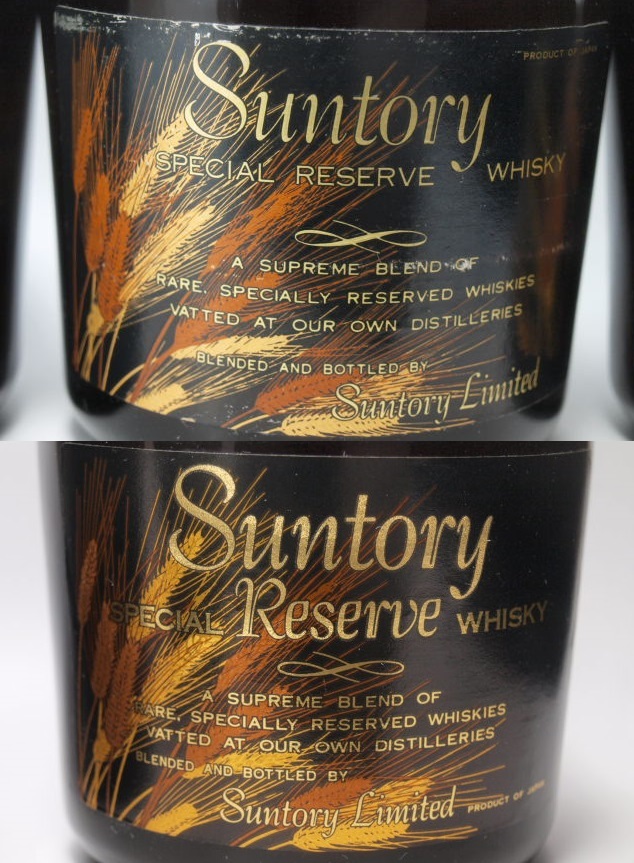 PRODUCT OF JAPAN
Suntory
SPECIAL RESERVE WHISKY
A SUPREME BLEND OF
RARE, SPECIALLY RESERVED WHISKIES
VATTED AT OUR OWN DISTILLERIES
BLENDED AND BOTTLED BY
Suntory Limited
Suntory
SPECIAL Reserve WHISKY
A SUPREME BLEND OF
RARE, SPECIALLY RESERVED WHISKIES
VATTED AT OUR OWN DISTILLERIES
BLENDED AND BOTTLED BY
Suntory Limited PRODUCT OF JAPAN